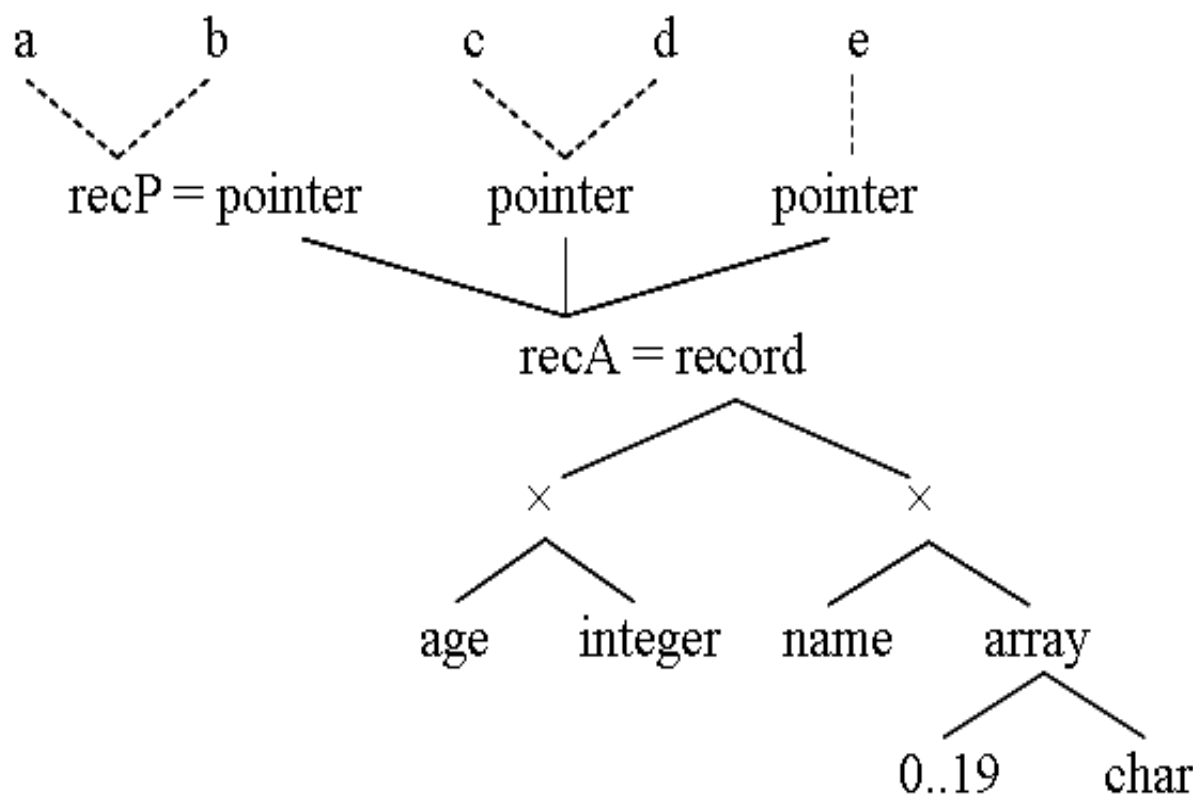 a b c d e
recP = pointer pointer pointer
recA = record
× ×
age integer name array
0..19 char